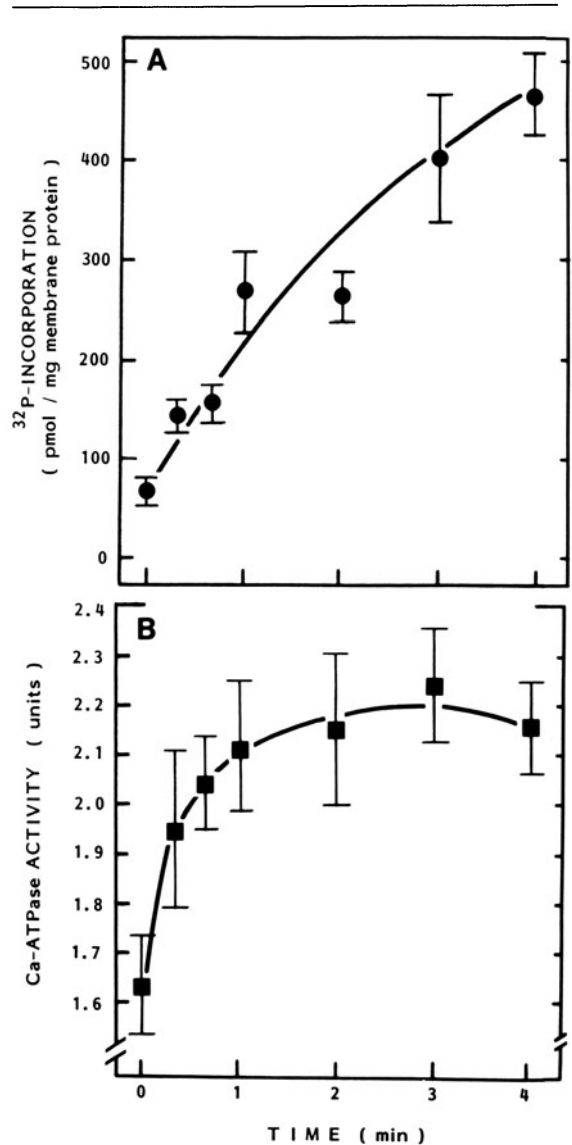 A
500
400
300
200
100
0
32P-INCORPORATION
( pmol / mg membrane protein )
B
2.4
2.3
2.2
2.1
2.0
1.9
1.8
1.7
1.6
Ca-ATPase ACTIVITY ( units )
0 1 2 3 4
TIME ( min )